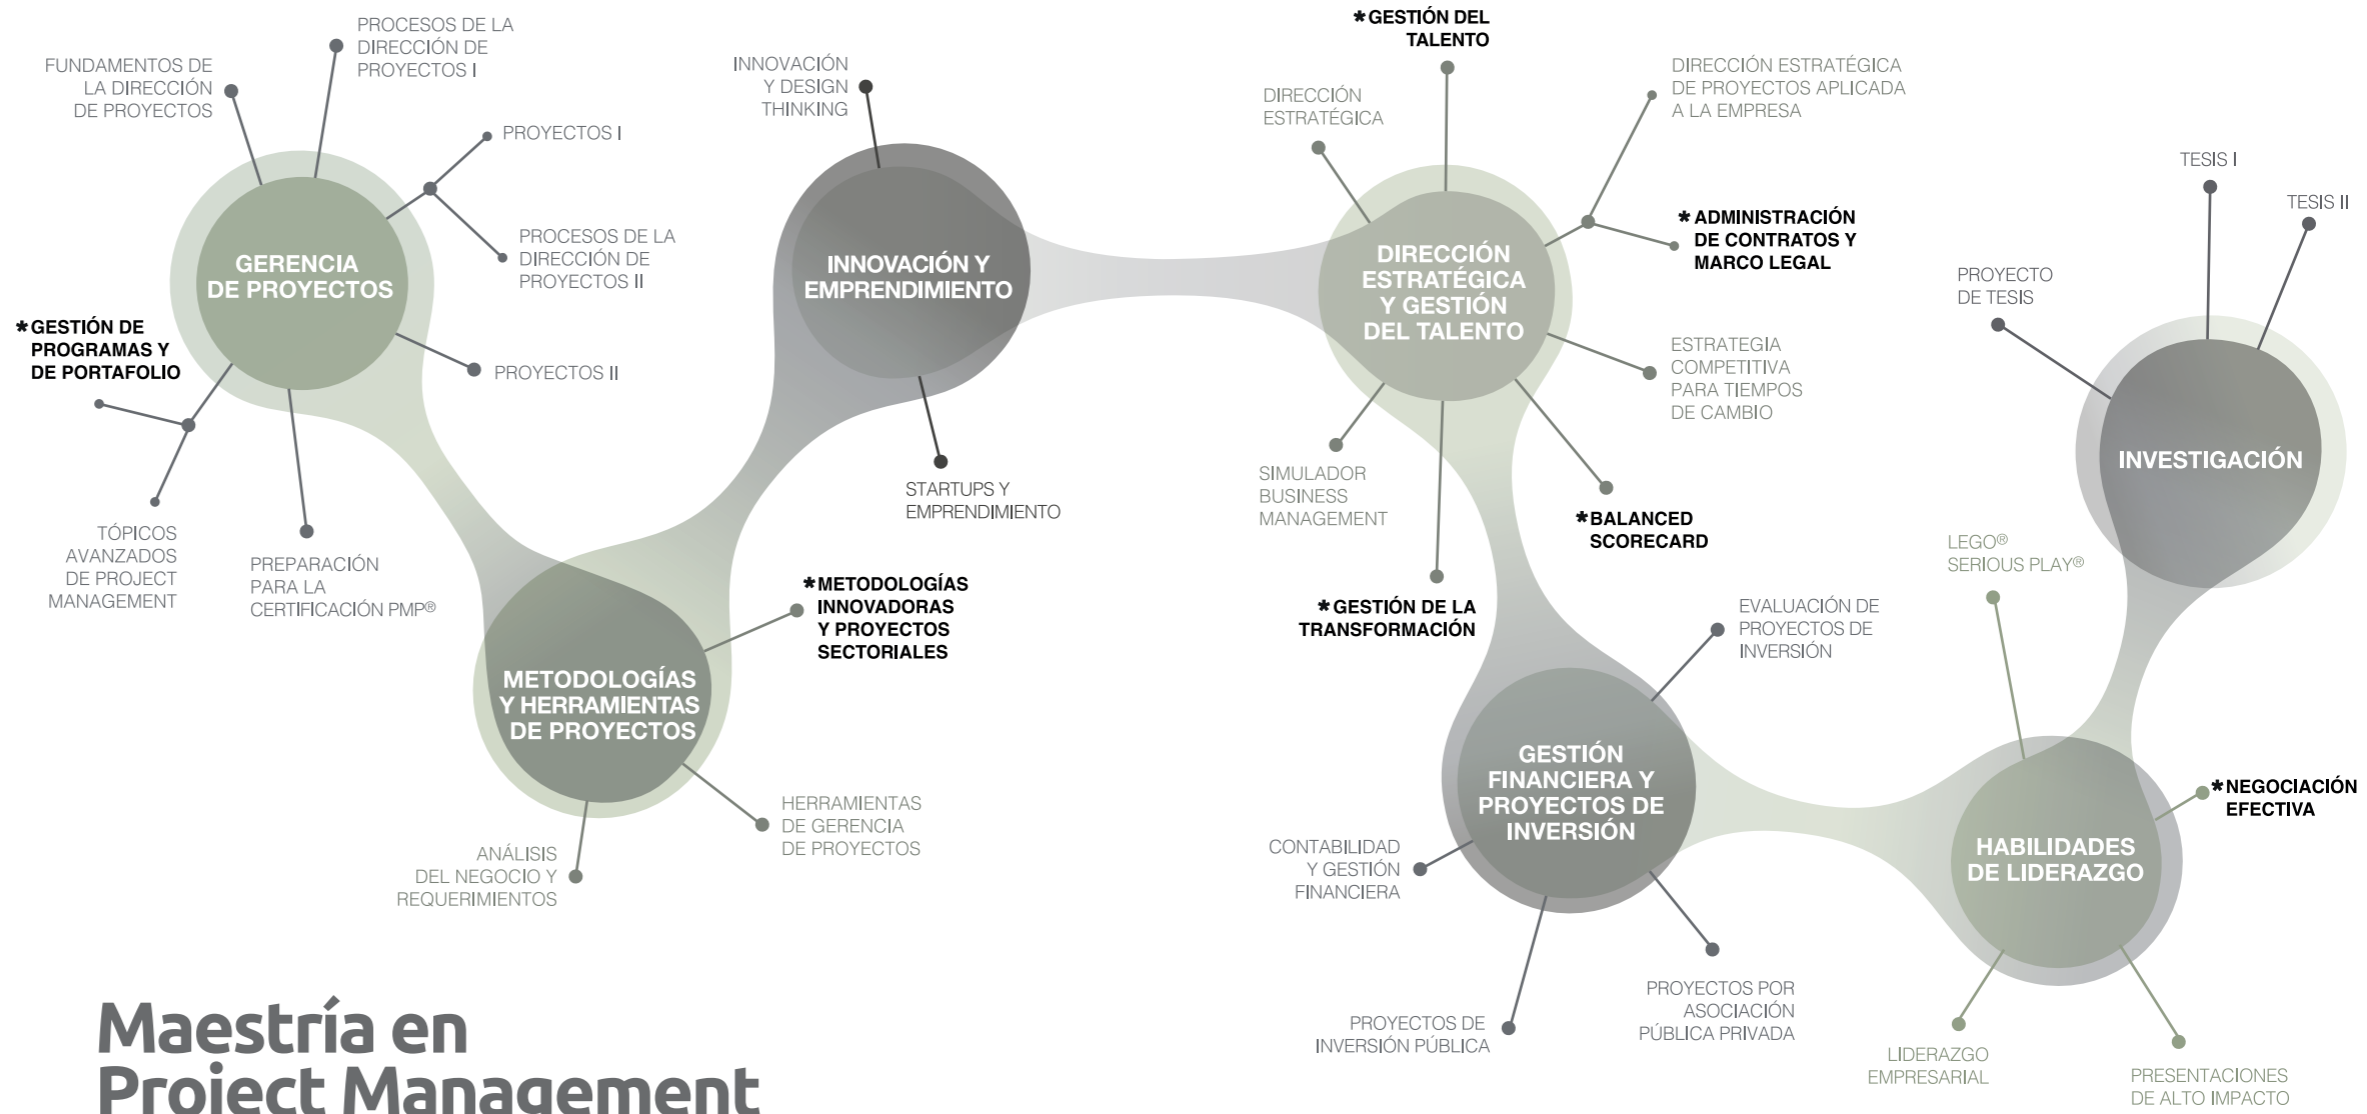 PROCESOS DE LA
DIRECCIÓN DE
PROYECTOS I
FUNDAMENTOS DE
LA DIRECCIÓN
DE PROYECTOS
PROYECTOS I
PROCESOS DE LA
DIRECCIÓN DE
PROYECTOS II
GERENCIA
DE PROYECTOS
*GESTIÓN DE
PROGRAMAS Y
DE PORTAFOLIO
PROYECTOS II
TÓPICOS
AVANZADOS
DE PROJECT
MANAGEMENT
PREPARACIÓN
PARA LA
CERTIFICACIÓN PMP®
INNOVACIÓN
Y DESIGN
THINKING
INNOVACIÓN Y
EMPRENDIMIENTO
STARTUPS Y
EMPRENDIMIENTO
*METODOLOGÍAS
INNOVADORAS
Y PROYECTOS
SECTORIALES
METODOLOGÍAS
Y HERRAMIENTAS
DE PROYECTOS
HERRAMIENTAS
DE GERENCIA
DE PROYECTOS
ANÁLISIS
DEL NEGOCIO Y
REQUERIMIENTOS
*GESTIÓN DEL
TALENTO
DIRECCIÓN
ESTRATÉGICA
DIRECCIÓN ESTRATÉGICA
DE PROYECTOS APLICADA
A LA EMPRESA
*ADMINISTRACIÓN
DE CONTRATOS Y
MARCO LEGAL
DIRECCIÓN
ESTRATÉGICA
Y GESTIÓN
DEL TALENTO
ESTRATEGIA
COMPETITIVA
PARA TIEMPOS
DE CAMBIO
SIMULADOR
BUSINESS
MANAGEMENT
*BALANCED
SCORECARD
*GESTIÓN DE LA
TRANSFORMACIÓN
EVALUACIÓN DE
PROYECTOS DE
INVERSIÓN
GESTIÓN
FINANCIERA Y
PROYECTOS DE
INVERSIÓN
CONTABILIDAD
Y GESTIÓN
FINANCIERA
PROYECTOS DE
INVERSIÓN PÚBLICA
PROYECTOS POR
ASOCIACIÓN
PÚBLICA PRIVADA
TESIS I
TESIS II
PROYECTO
DE TESIS
INVESTIGACIÓN
LEGO®
SERIOUS PLAY®
*NEGOCIACIÓN
EFECTIVA
HABILIDADES
DE LIDERAZGO
LIDERAZGO
EMPRESARIAL
PRESENTACIONES
DE ALTO IMPACTO
Maestría en
Project Management